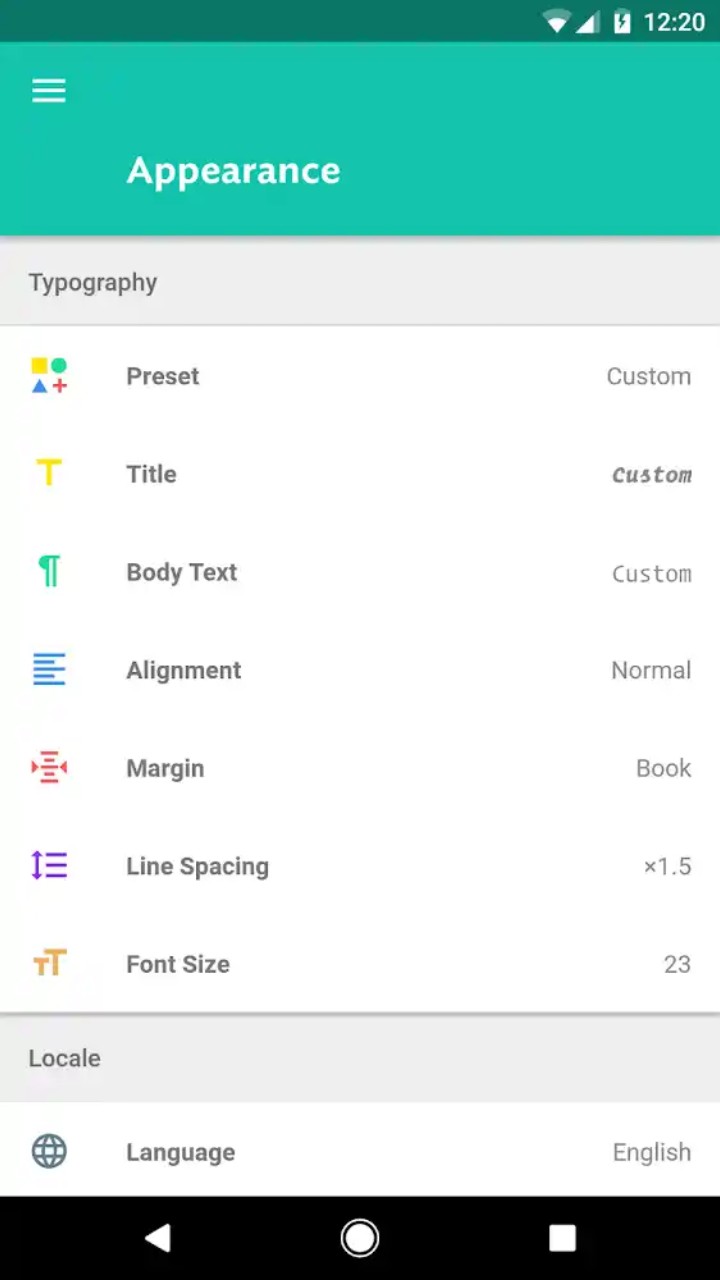 12:20
Appearance
Typography
Preset Custom
Title Custom
Body Text Custom
Alignment Normal
Margin Book
Line Spacing ×1.5
Font Size 23
Locale
Language English